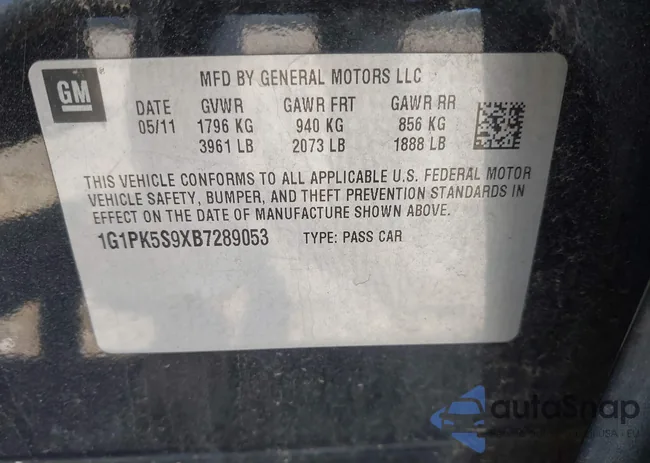 GM
MFD BY GENERAL MOTORS LLC
DATE GVWR GAWR FRT GAWR RR
05/11 1796 KG 940 KG 856 KG
3961 LB 2073 LB 1888 LB
THIS VEHICLE CONFORMS TO ALL APPLICABLE U.S. FEDERAL MOTOR
VEHICLE SAFETY, BUMPER, AND THEFT PREVENTION STANDARDS IN
EFFECT ON THE DATE OF MANUFACTURE SHOWN ABOVE.
1G1PK5S9XB7289053 TYPE: PASS CAR
autoSnap